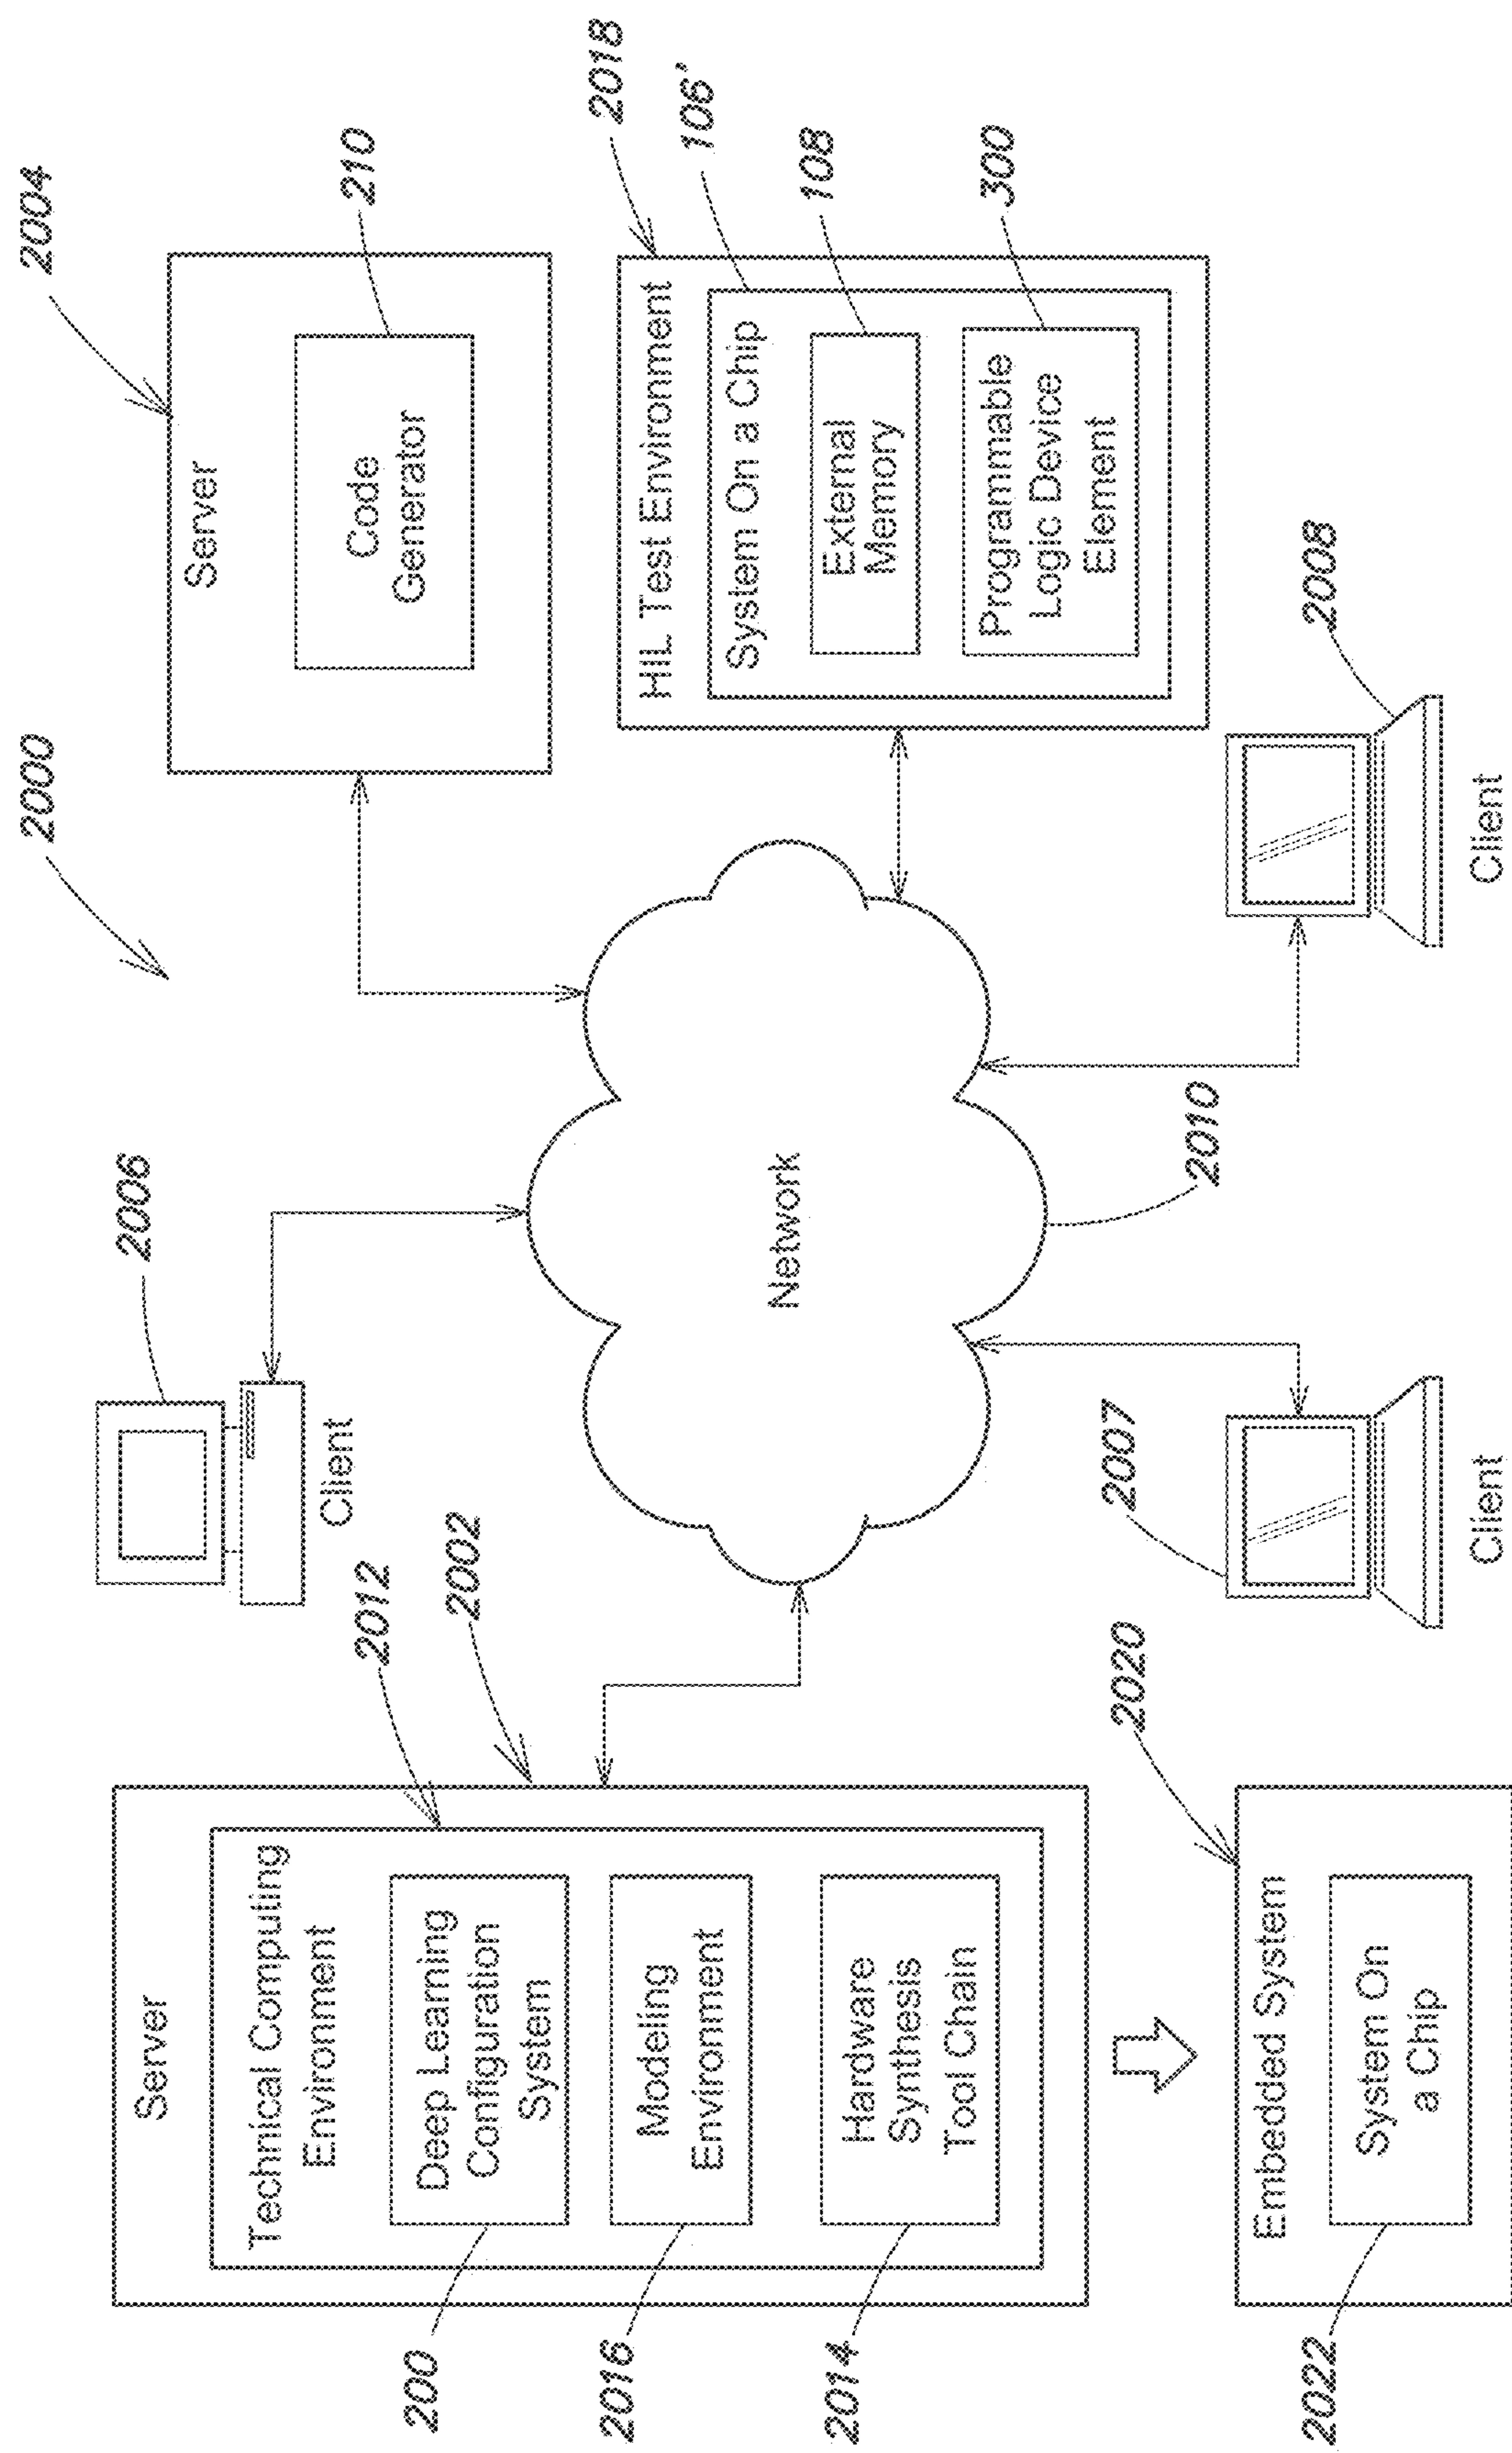 2000
2004
Server
210
Code
Generator
2006
Client
2002
Server
2012
Technical Computing
Environment
200
Deep Learning
Configuration
System
2016
Modeling
Environment
2014
Hardware
Synthesis
Tool Chain
Network
2010
2018
HIL Test Environment
106'
System On a Chip
108
External
Memory
300
Programmable
Logic Device
Element
2020
Embedded System
2022
System On
a Chip
2007
Client
2008
Client